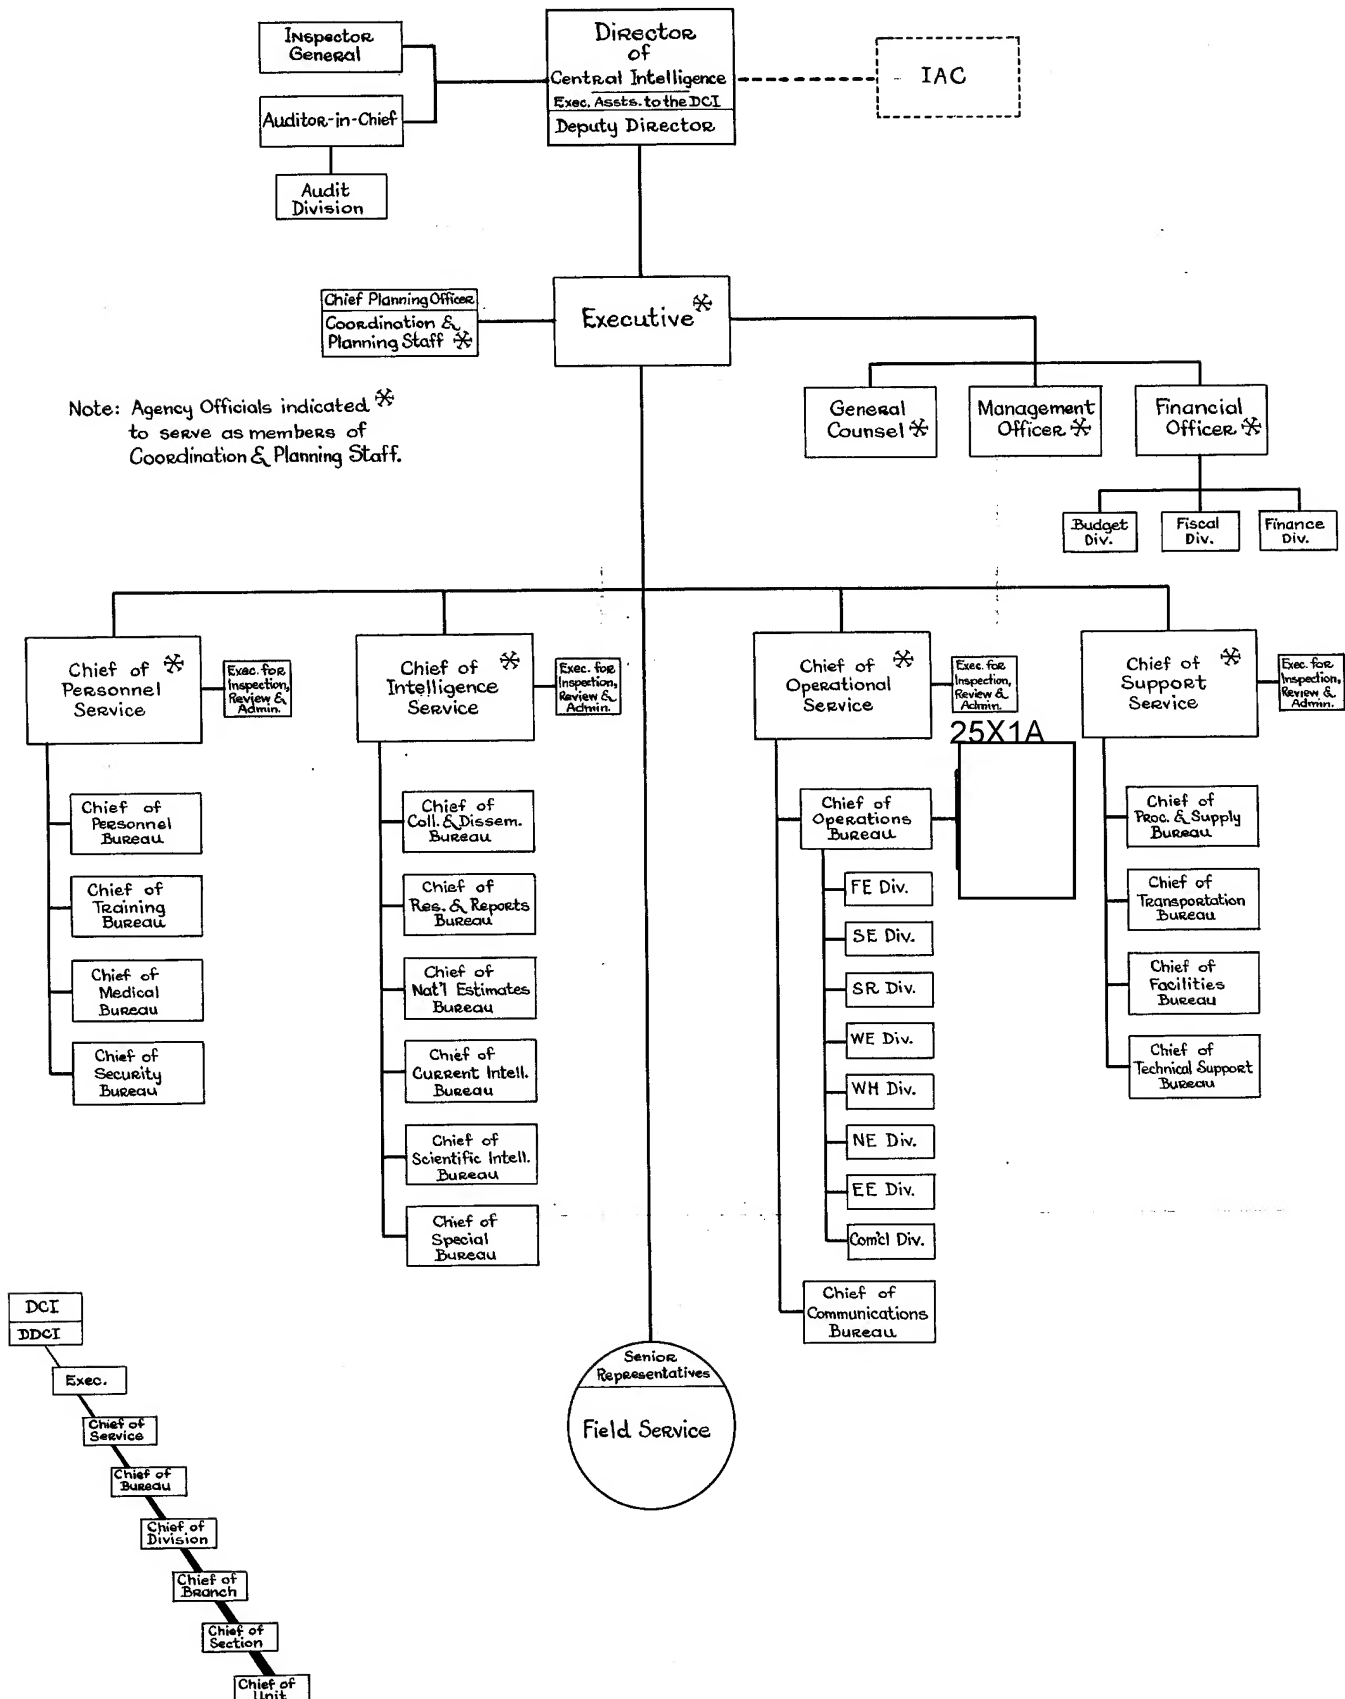 Inspector
General
Auditor-in-Chief
Audit
Division
Director
of
Central Intelligence
Exec. Assts. to the DCI
Deputy Director
IAC
Chief Planning Officer
Coordination &
Planning Staff
Executive
Note: Agency Officials indicated
to serve as members of
Coordination & Planning Staff.
General
Counsel
Management
Officer
Financial
Officer
Budget
Div.
Fiscal
Div.
Finance
Div.
Chief of
Personnel
Service
Exec. for
Inspection,
Review &
Admin.
Chief of
Personnel
Bureau
Chief of
Training
Bureau
Chief of
Medical
Bureau
Chief of
Security
Bureau
Chief of
Intelligence
Service
Exec. for
Inspection,
Review &
Admin.
Chief of
Coll. & Dissem.
Bureau
Chief of
Res. & Reports
Bureau
Chief of
Nat'l Estimates
Bureau
Chief of
Current Intell.
Bureau
Chief of
Scientific Intell.
Bureau
Chief of
Special
Bureau
Chief of
Operational
Service
Exec. for
Inspection,
Review &
Admin.
25X1A
Chief of
Operations
Bureau
FE Div.
SE Div.
SR Div.
WE Div.
WH Div.
NE Div.
EE Div.
Com'cl Div.
Chief of
Communications
Bureau
Chief of
Support
Service
Exec. for
Inspection,
Review &
Admin.
Chief of
Proc. & Supply
Bureau
Chief of
Transportation
Bureau
Chief of
Facilities
Bureau
Chief of
Technical Support
Bureau
Senior
Representatives
Field Service
DCI
DDCI
Exec.
Chief of
Service
Chief of
Bureau
Chief of
Division
Chief of
Branch
Chief of
Section
Chief of
Unit